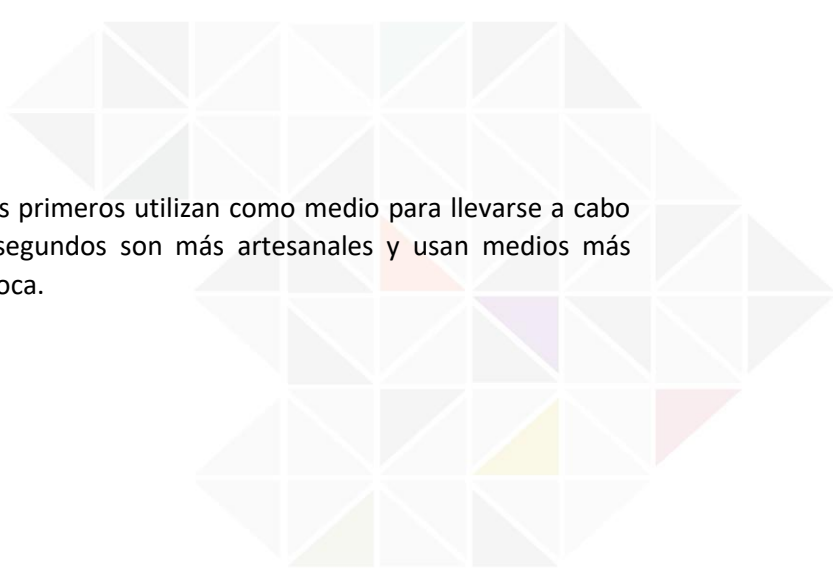 s primeros utilizan como medio para llevarse a cabo
segundos son más artesanales y usan medios más
oca.